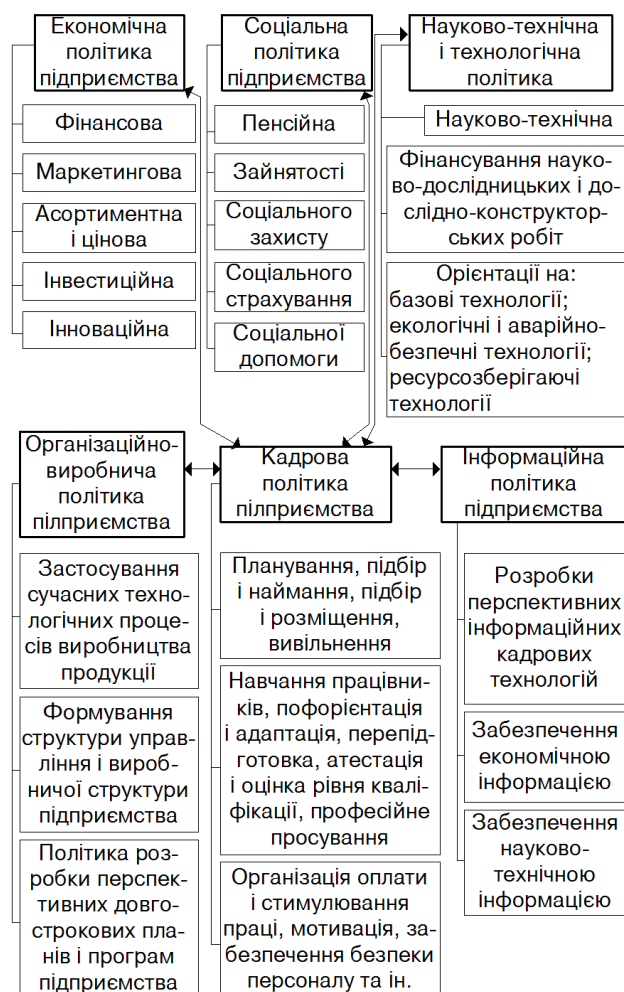 Економічна
політика
підприємства
Фінансова
Маркетингова
Асортиментна
і цінова
Інвестиційна
Інноваційна
Соціальна
політика
підприємства
Пенсійна
Зайнятості
Соціального
захисту
Соціального
страхування
Соціальної
допомоги
Науково-технічна
і технологічна
політика
Науково-технічна
Фінансування науко-
во-дослідницьких і до-
слідно-конструктор-
ських робіт
Орієнтації на:
базові технології;
екологічні і аварійно-
безпечні технології;
ресурсозберігаючі
технології
Організаційно-
виробнича
політика
пілприємства
Застосування
сучасних техно-
логічних проце-
сів виробництва
продукції
Формування
структури управ-
ління і вироб-
ничої структури
підприємства
Політика роз-
робки перспек-
тивних довго-
строкових пла-
нів і програм
підприємства
Кадрова
політика
пілприємства
Планування, підбір
і наймання, підбір
і розміщення,
вивільнення
Навчання працівни-
ків, пофорієнтація
і адаптація, перепід-
готовка, атестація
і оцінка рівня квалі-
фікації, професійне
просування
Організація оплати
і стимулювання
праці, мотивація, за-
безпечення безпеки
персоналу та ін.
Інформаційна
політика
підприємства
Розробки
перспективних
інформаційних
кадрових
технологій
Забезпечення
економічною
інформацією
Забезпечення
науково-
технічною
інформацією